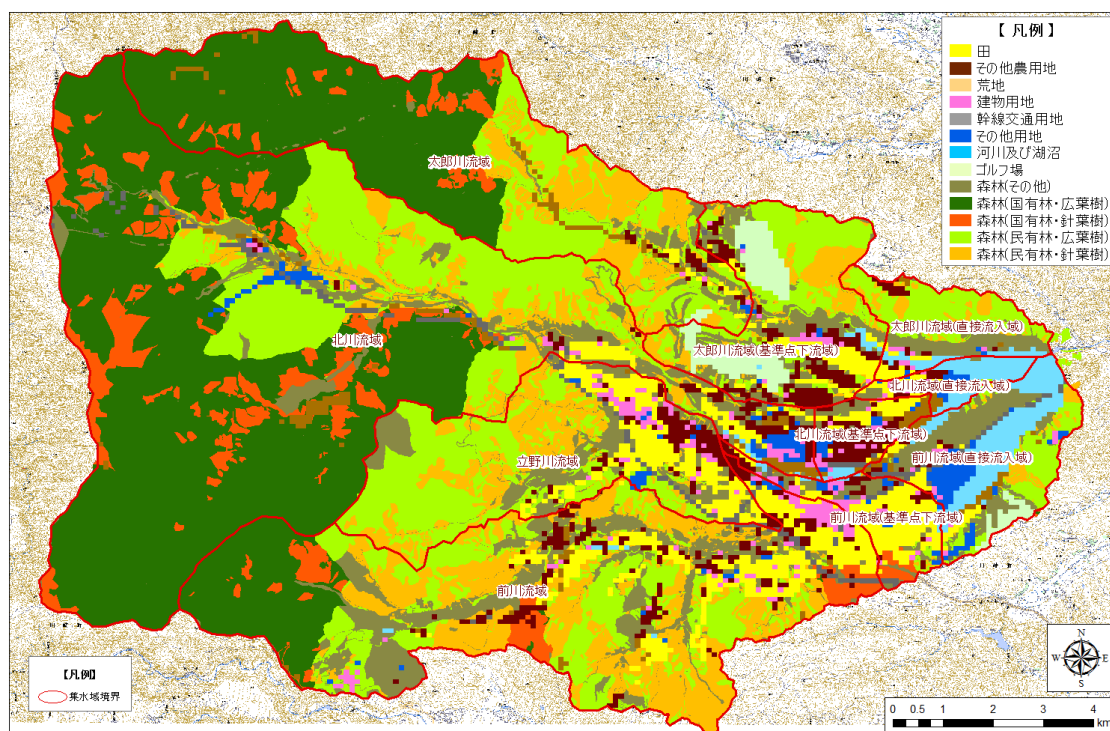 【 凡例 】
田
その他農用地
荒地
建物用地
幹線交通用地
その他用地
河川及び湖沼
ゴルフ場
森林(その他)
森林(国有林・広葉樹)
森林(国有林・針葉樹)
森林(民有林・広葉樹)
森林(民有林・針葉樹)
太郎川流域
太郎川流域(直接流入域)
北川流域
太郎川流域(基準点下流域)
北川流域(直接流入域)
北川流域(基準点下流域)
立野川流域
前川流域(直接流入域)
前川流域(基準点下流域)
前川流域
【凡例】
集水域境界
N
W
E
S
0 0.5 1 2 3 4
km